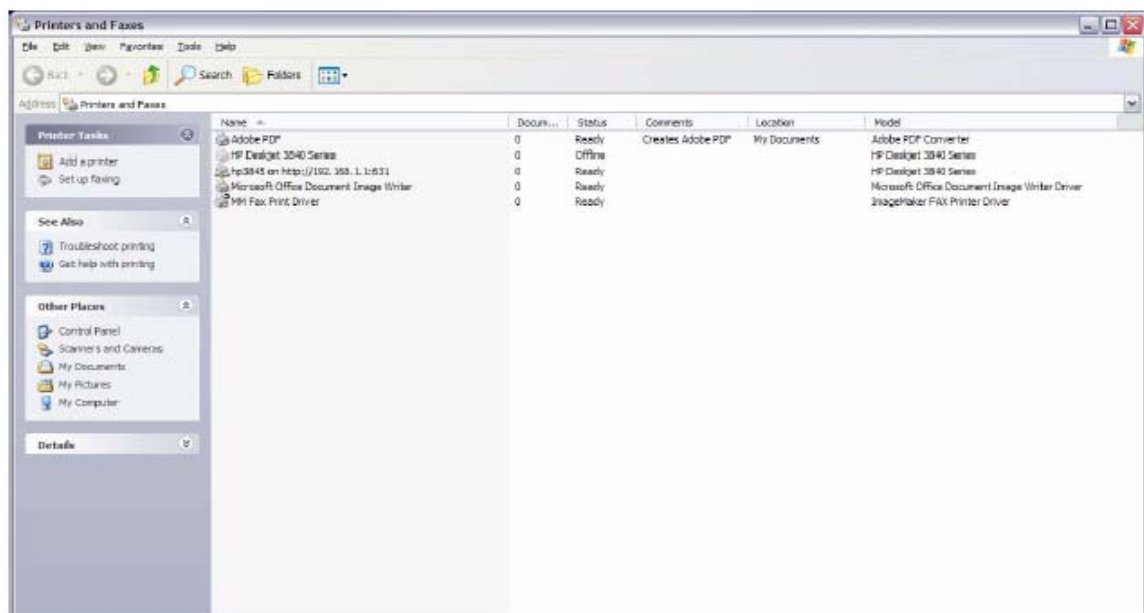 Printers and Faxes
File Edit View Favorites Tools Help
Back Search Folders
Address Printers and Faxes
Printer Tasks
Add a printer
Set up faxing
See Also
Troubleshoot printing
Get help with printing
Other Places
Control Panel
Scanners and Cameras
My Documents
My Pictures
My Computer
Details
Name Docum... Status Comments Location Model
Adobe PDF 0 Ready Creates Adobe PDF My Documents Adobe PDF Converter
HP Deskjet 3840 Series 0 Offline HP Deskjet 3840 Series
hp3845 on http://192.168.1.1:631 0 Ready HP Deskjet 3840 Series
Microsoft Office Document Image Writer 0 Ready Microsoft Office Document Image Writer Driver
MM Fax Print Driver 0 Ready ImageMaker FAX Printer Driver